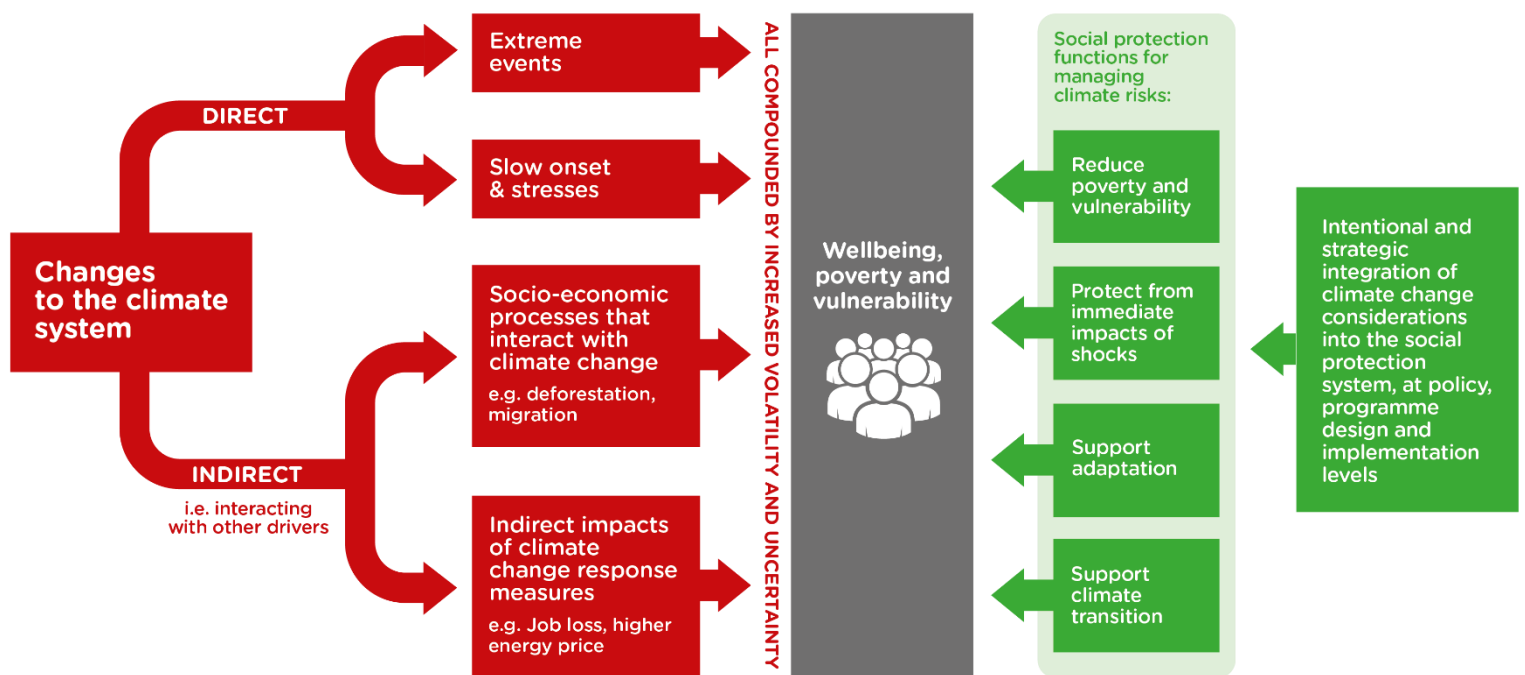 Changes
to the climate
system
DIRECT
INDIRECT
i.e. interacting
with other drivers
Extreme
events
Slow onset
& stresses
Socio-economic
processes that
interact with
climate change
e.g. deforestation,
migration
Indirect impacts
of climate
change response
measures
e.g. Job loss, higher
energy price
ALL COMPOUNDED BY INCREASED VOLATILITY AND UNCERTAINTY
Wellbeing,
poverty and
vulnerability
Social protection
functions for
managing
climate risks:
Reduce
poverty and
vulnerability
Protect from
immediate
impacts of
shocks
Support
adaptation
Support
climate
transition
Intentional and
strategic
integration of
climate change
considerations
into the social
protection
system, at policy,
programme
design and
implementation
levels